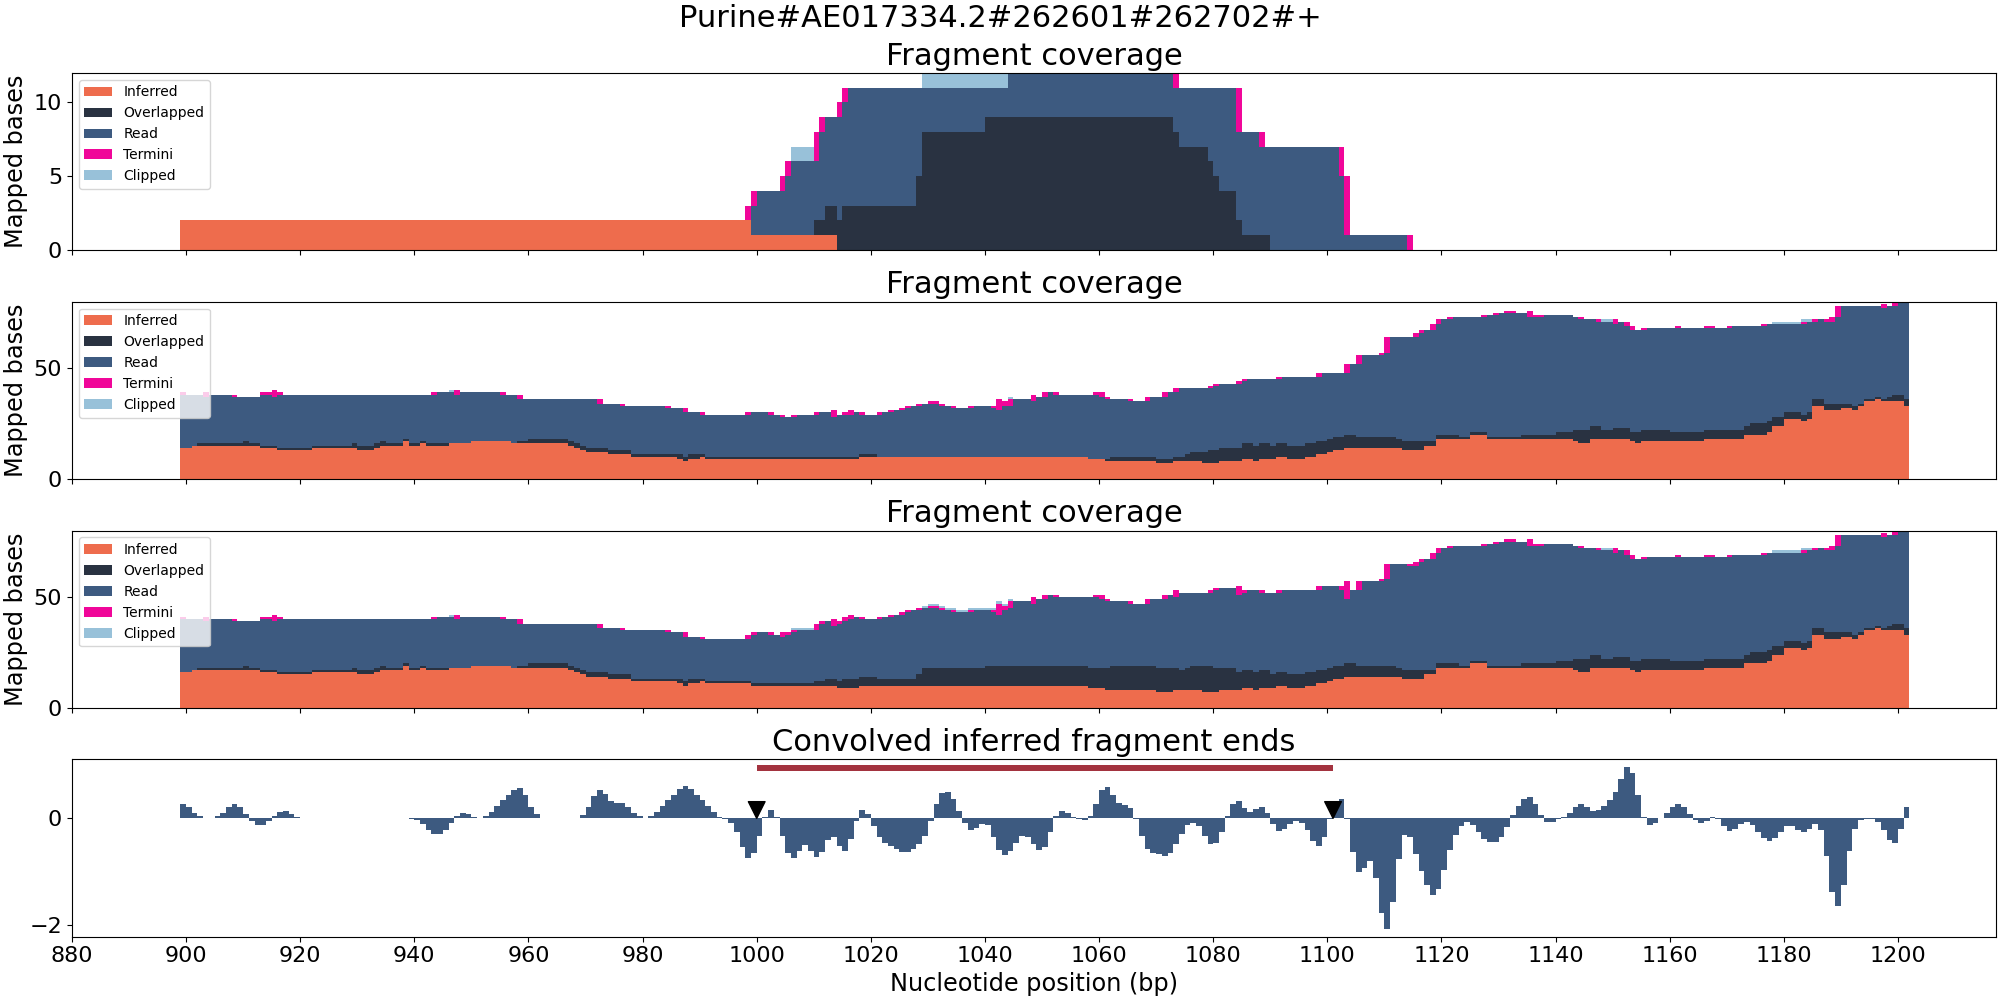 Purine#AE017334.2#262601#262702#+
Fragment coverage
Mapped bases
10
5
0
Inferred
Overlapped
Read
Termini
Clipped
Fragment coverage
Mapped bases
50
0
Inferred
Overlapped
Read
Termini
Clipped
Fragment coverage
Mapped bases
50
0
Inferred
Overlapped
Read
Termini
Clipped
Convolved inferred fragment ends
0
−2
880 900 920 940 960 980 1000 1020 1040 1060 1080 1100 1120 1140 1160 1180 1200
Nucleotide position (bp)